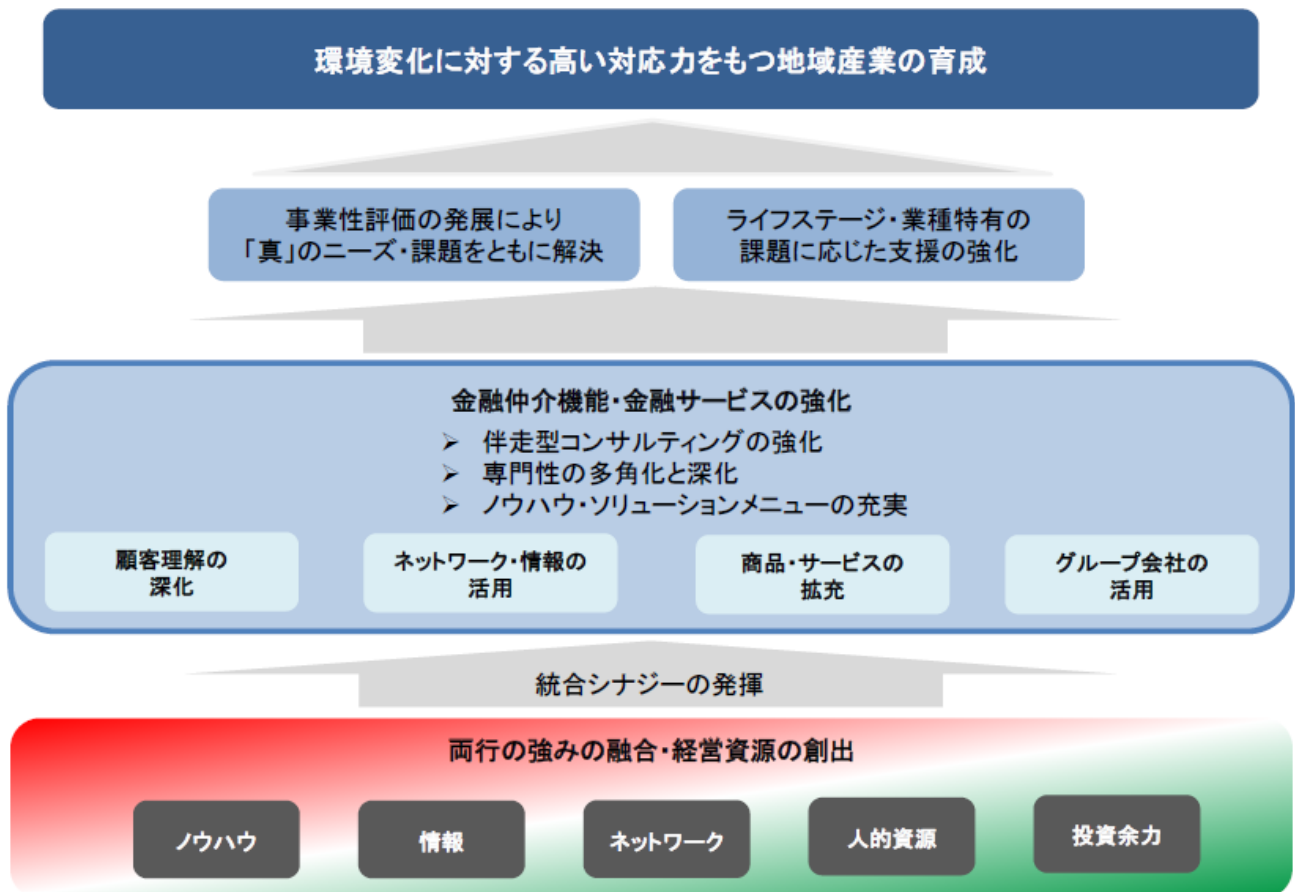 環境変化に対する高い対応力をもつ地域産業の育成
事業性評価の発展により
「真」のニーズ・課題をともに解決
ライフステージ・業種特有の
課題に応じた支援の強化
金融仲介機能・金融サービスの強化
➢ 伴走型コンサルティングの強化
➢ 専門性の多角化と深化
➢ ノウハウ・ソリューションメニューの充実
顧客理解の
深化
ネットワーク・情報の
活用
商品・サービスの
拡充
グループ会社の
活用
統合シナジーの発揮
両行の強みの融合・経営資源の創出
ノウハウ
情報
ネットワーク
人的資源
投資余力